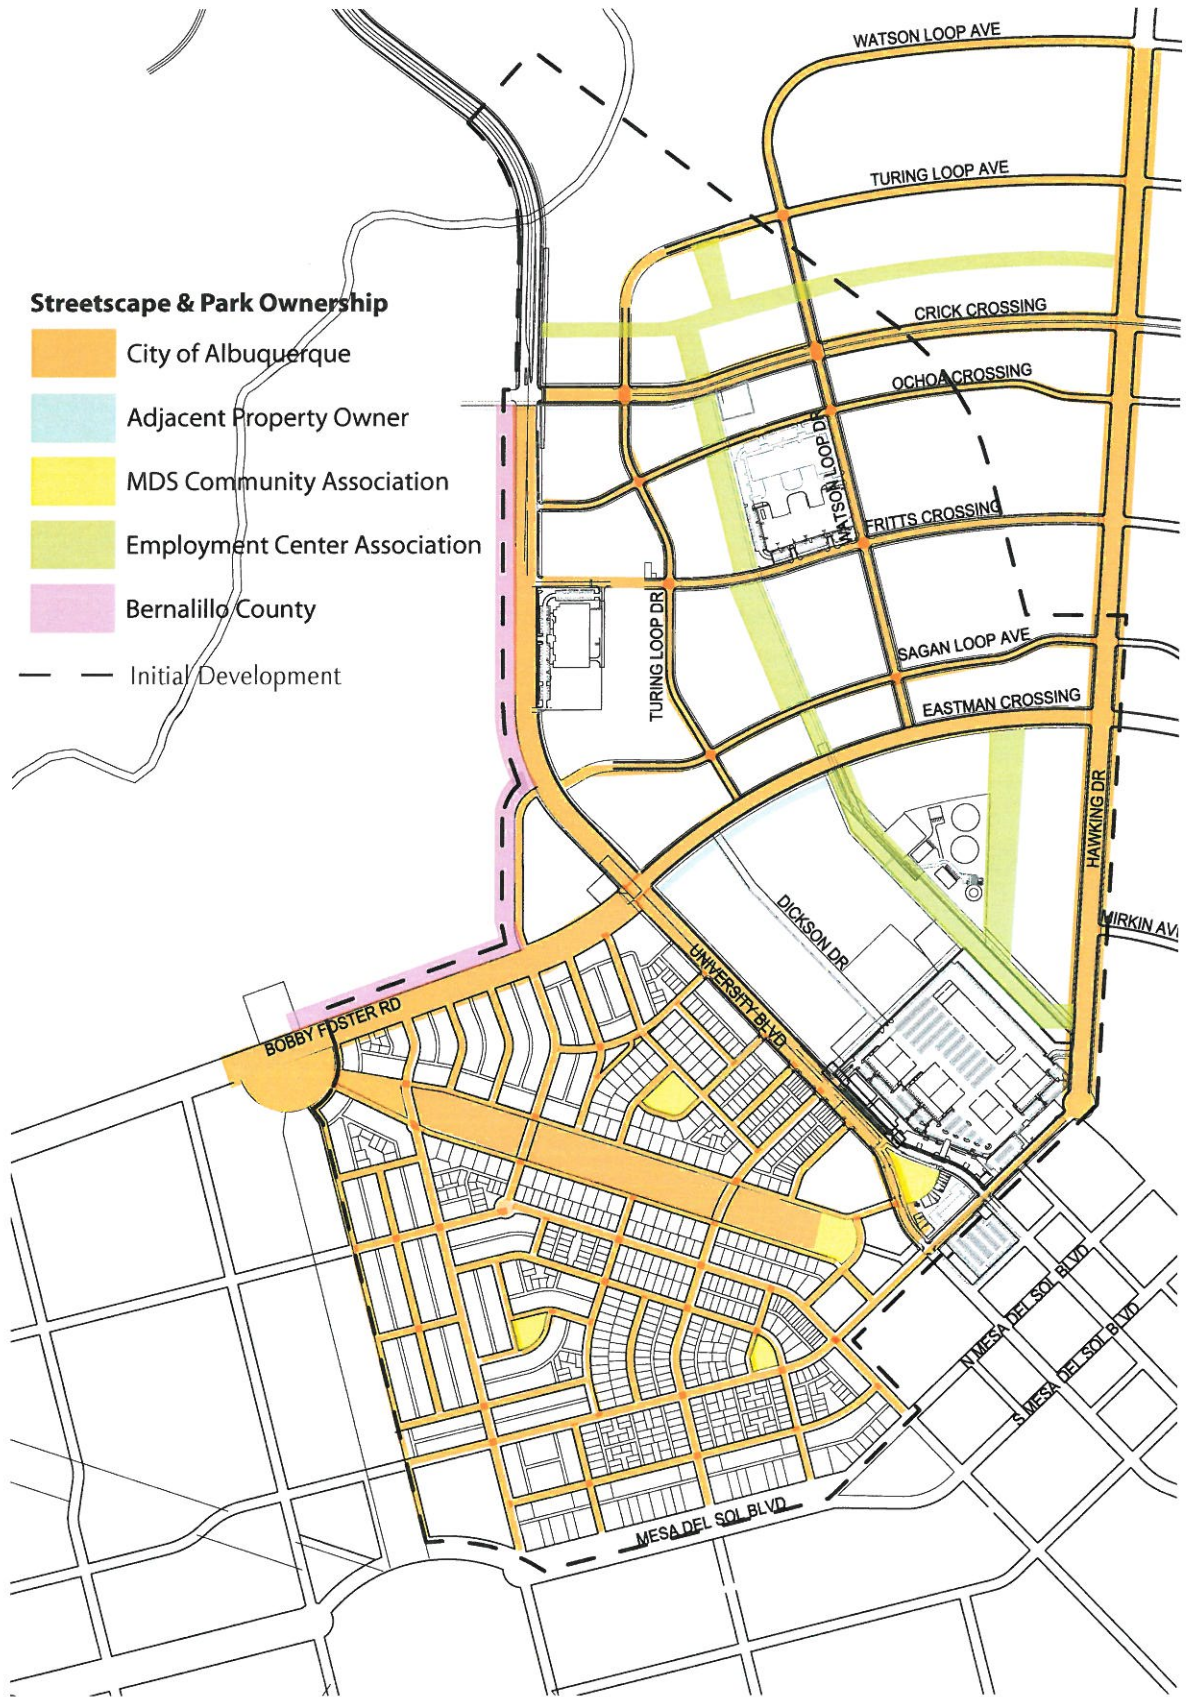 WATSON LOOP AVE
TURING LOOP AVE
Streetscape & Park Ownership
City of Albuquerque
Adjacent Property Owner
MDS Community Association
Employment Center Association
Bernalillo County
Initial Development
CRICK CROSSING
OCHOA CROSSING
WATSON LOOP DR
FRITTS CROSSING
TURING LOOP DR
SAGAN LOOP AVE
EASTMAN CROSSING
HAWKING DR
DICKSON DR
MIRKIN AV
UNIVERSITY BLVD
BOBBY FOSTER RD
N MESA DEL SOL BLVD
S MESA DEL SOL BLVD
MESA DEL SOL BLVD